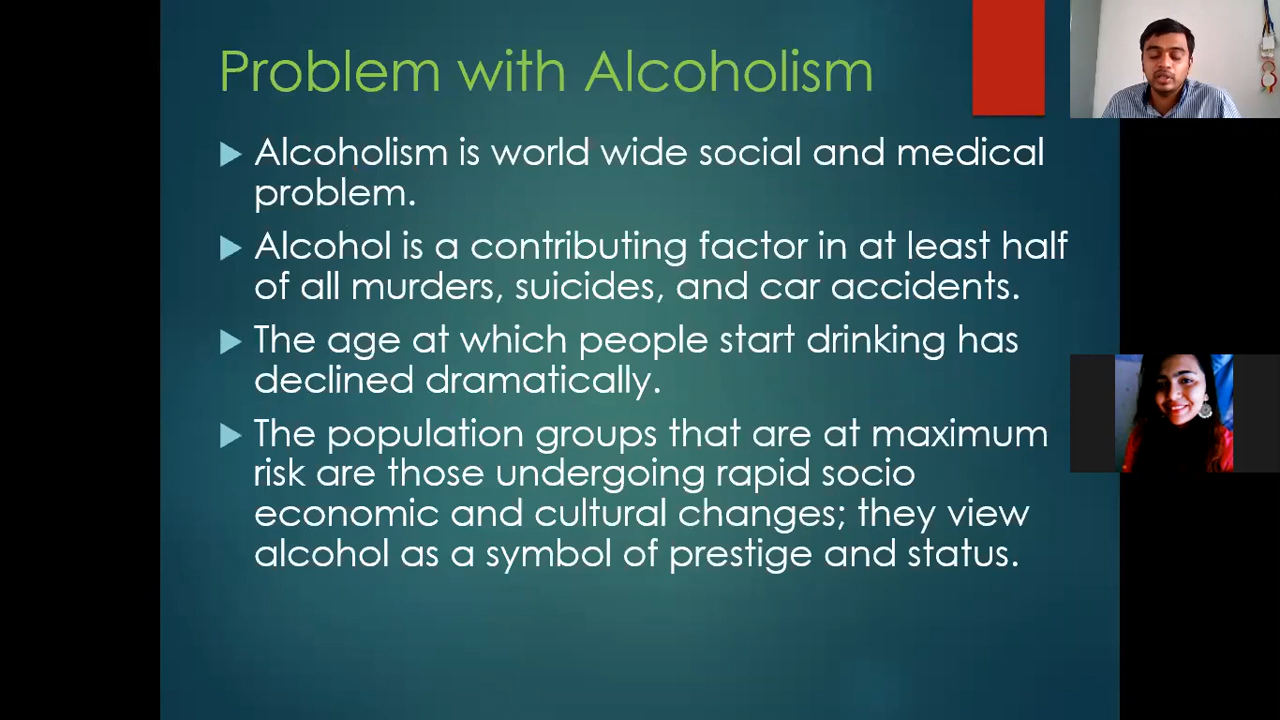 Problem with Alcoholism
Alcoholism is world wide social and medical
problem.
Alcohol is a contributing factor in at least half
of all murders, suicides, and car accidents.
The age at which people start drinking has
declined dramatically.
The population groups that are at maximum
risk are those undergoing rapid socio
economic and cultural changes; they view
alcohol as a symbol of prestige and status.